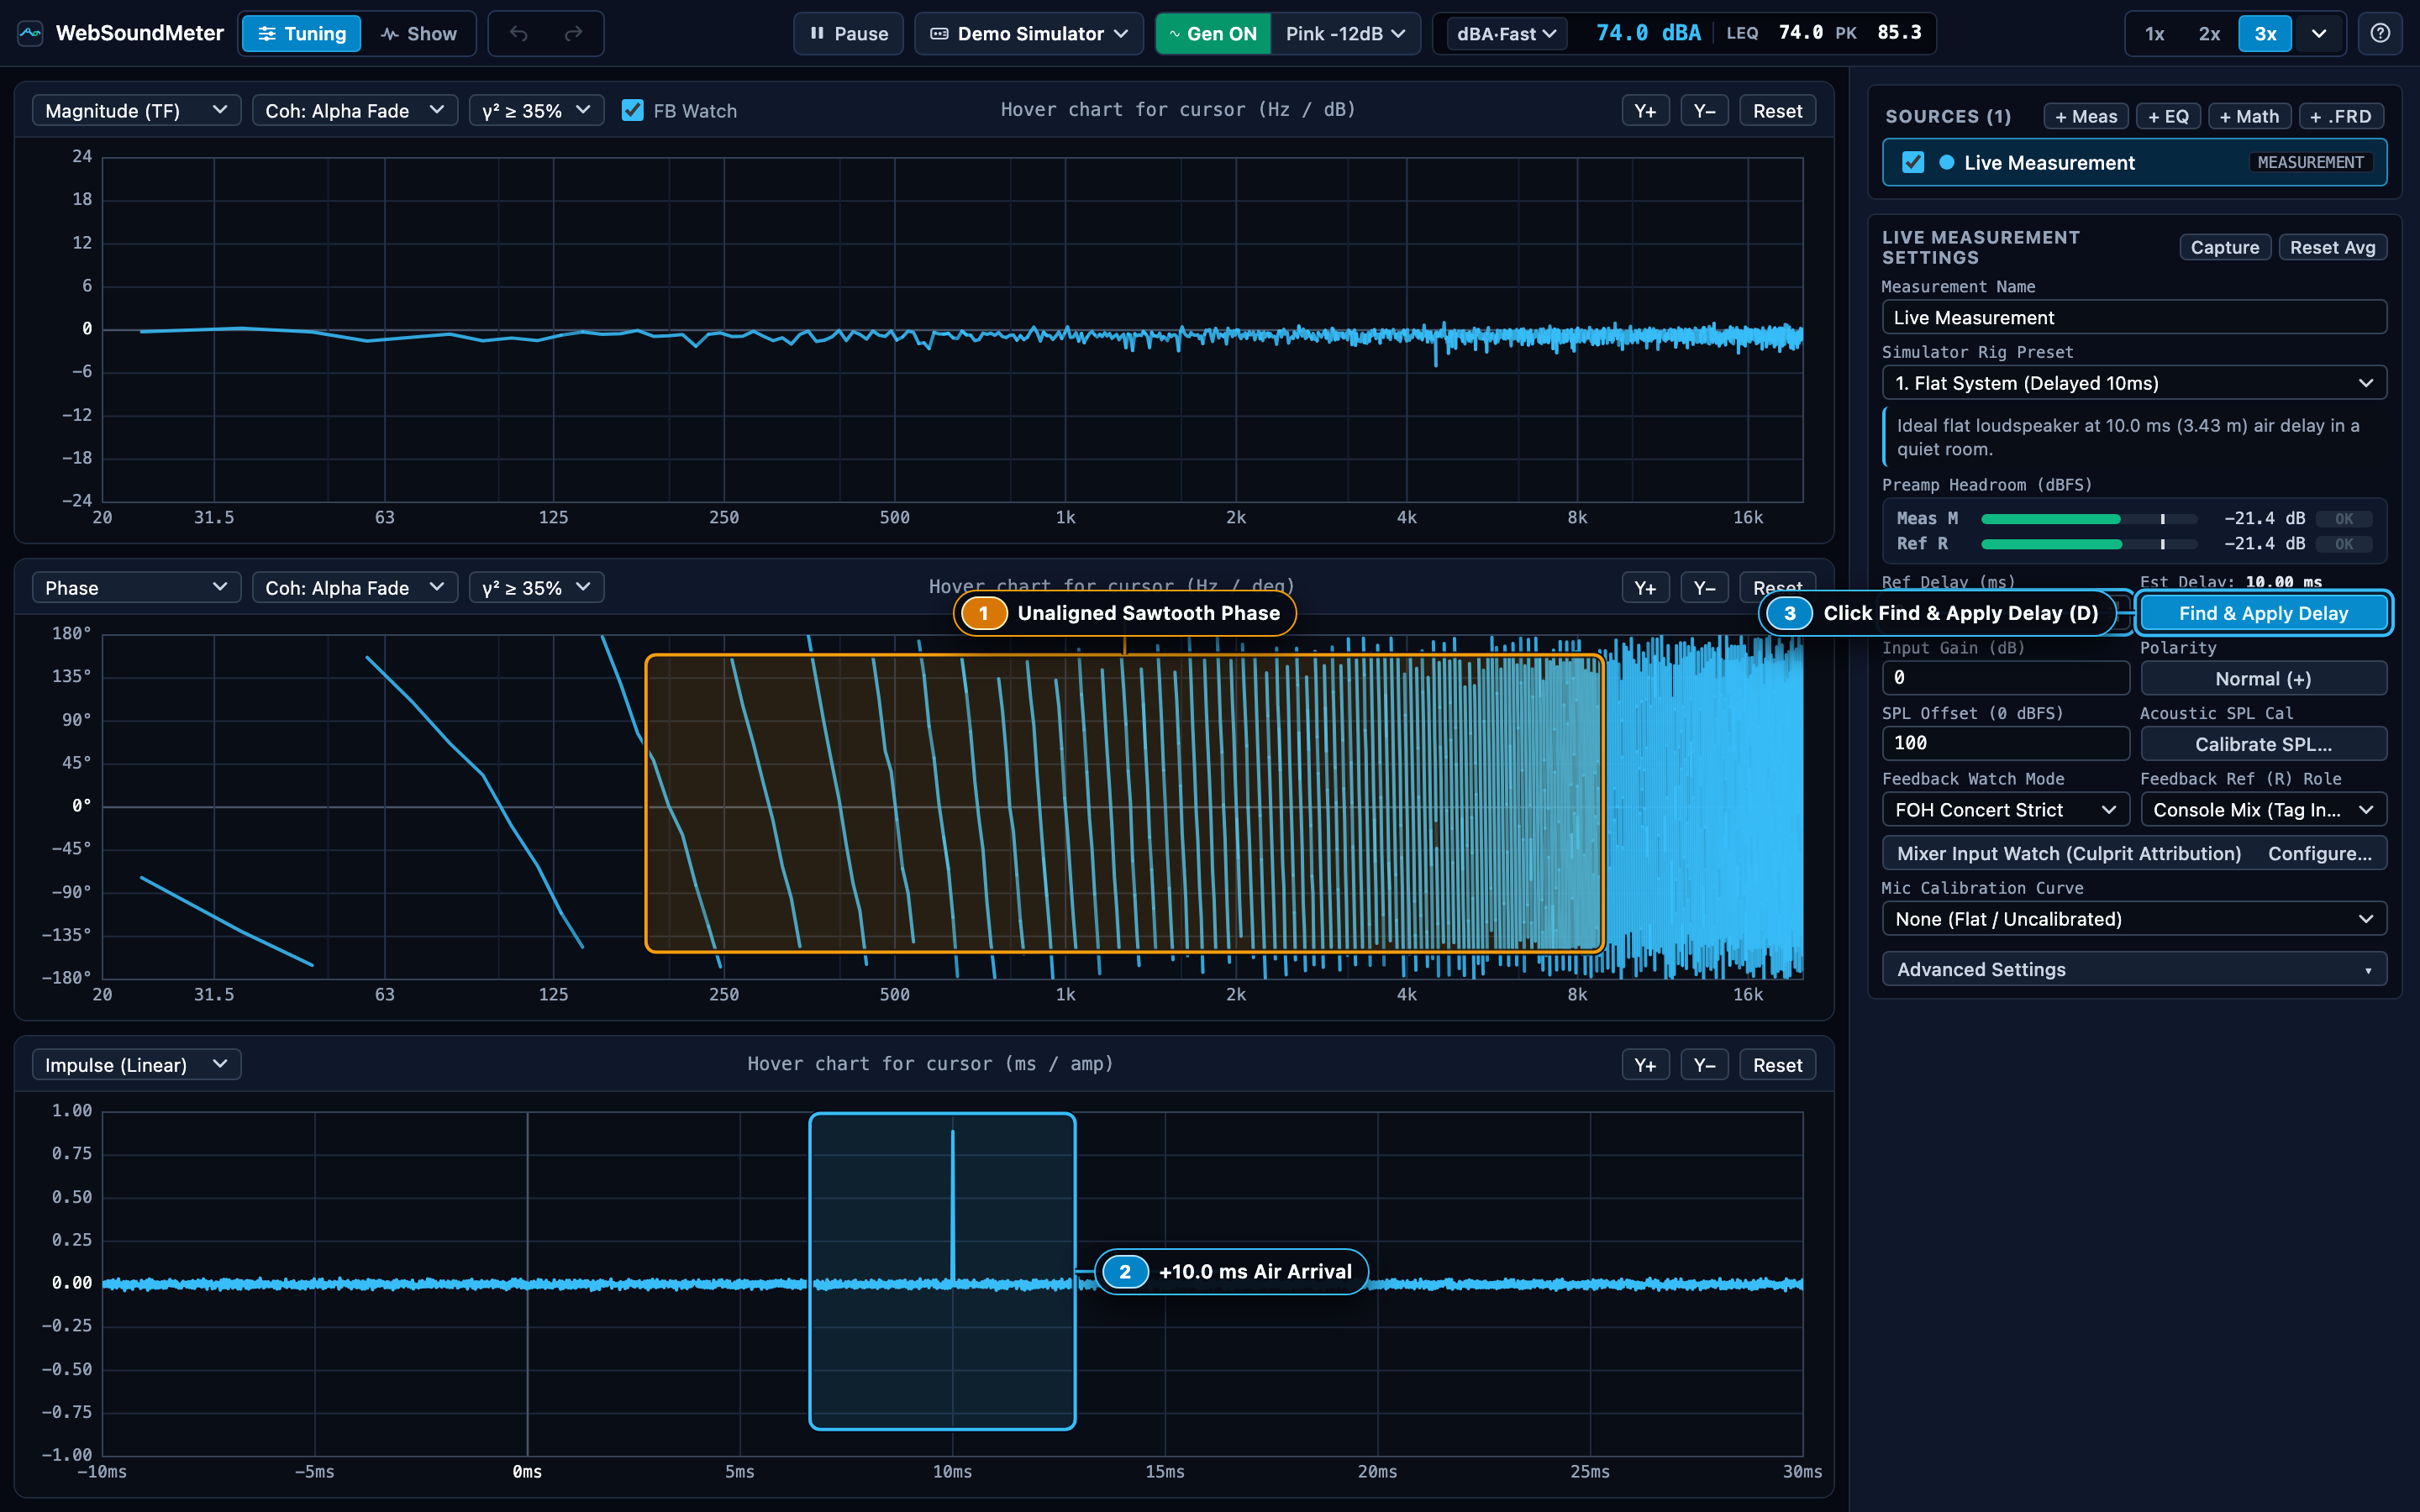 WebSoundMeter
Tuning
Show
Pause
Demo Simulator
~ Gen ON
Pink -12dB
dBA·Fast
74.0 dBA
LEQ 74.0 PK 85.3
1x
2x
3x
?
Magnitude (TF)
Coh: Alpha Fade
γ² ≥ 35%
FB Watch
Hover chart for cursor (Hz / dB)
Y+
Y−
Reset
24
18
12
6
0
−6
−12
−18
−24
20 31.5 63 125 250 500 1k 2k 4k 8k 16k
Phase
Coh: Alpha Fade
γ² ≥ 35%
Hover chart for cursor (Hz / deg)
Y+
Y−
Reset
1 Unaligned Sawtooth Phase
180°
135°
90°
45°
0°
−45°
−90°
−135°
−180°
20 31.5 63 125 250 500 1k 2k 4k 8k 16k
Impulse (Linear)
Hover chart for cursor (ms / amp)
Y+
Y−
Reset
1.00
0.75
0.50
0.25
0.00
−0.25
−0.50
−0.75
−1.00
2 +10.0 ms Air Arrival
−10ms −5ms 0ms 5ms 10ms 15ms 20ms 25ms 30ms
SOURCES (1)
+ Meas
+ EQ
+ Math
+ .FRD
Live Measurement
MEASUREMENT
LIVE MEASUREMENT
SETTINGS
Capture
Reset Avg
Measurement Name
Live Measurement
Simulator Rig Preset
1. Flat System (Delayed 10ms)
Ideal flat loudspeaker at 10.0 ms (3.43 m) air delay in a
quiet room.
Preamp Headroom (dBFS)
Meas M −21.4 dB OK
Ref R −21.4 dB OK
Ref Delay (ms)
Est Delay: 10.00 ms
3 Click Find & Apply Delay (D)
Find & Apply Delay
Input Gain (dB)
Polarity
0
Normal (+)
SPL Offset (0 dBFS)
Acoustic SPL Cal
100
Calibrate SPL...
Feedback Watch Mode
Feedback Ref (R) Role
FOH Concert Strict
Console Mix (Tag In...
Mixer Input Watch (Culprit Attribution)
Configure...
Mic Calibration Curve
None (Flat / Uncalibrated)
Advanced Settings